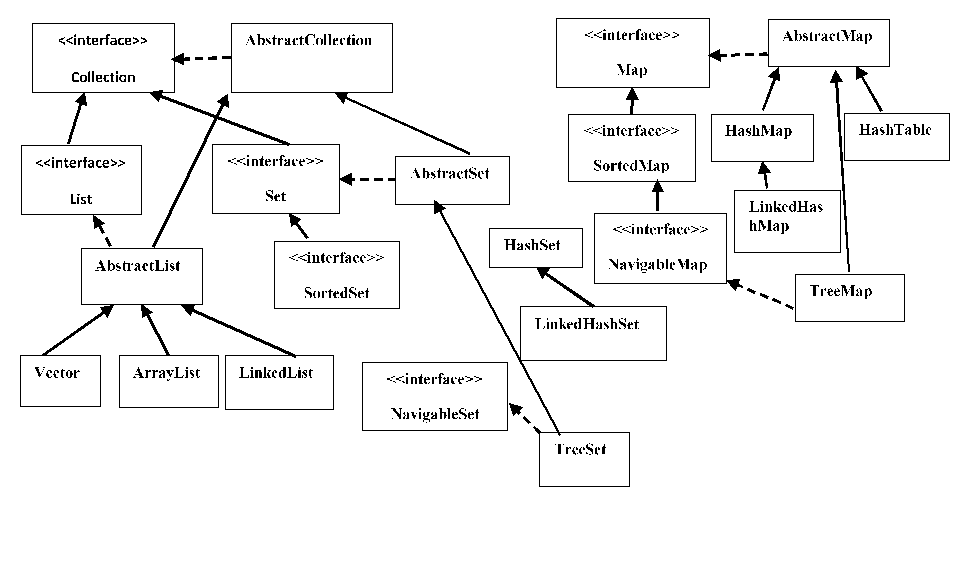 <<interface>>
Collection
AbstractCollection
<<interface>>
Map
AbstractMap
<<interface>>
List
<<interface>>
Set
AbstractSet
<<interface>>
SortedMap
HashMap
HashTable
AbstractList
<<interface>>
SortedSet
HashSet
<<interface>>
NavigableMap
LinkedHas
hMap
TreeMap
LinkedHashSet
Vector
ArrayList
LinkedList
<<interface>>
NavigableSet
TreeSet